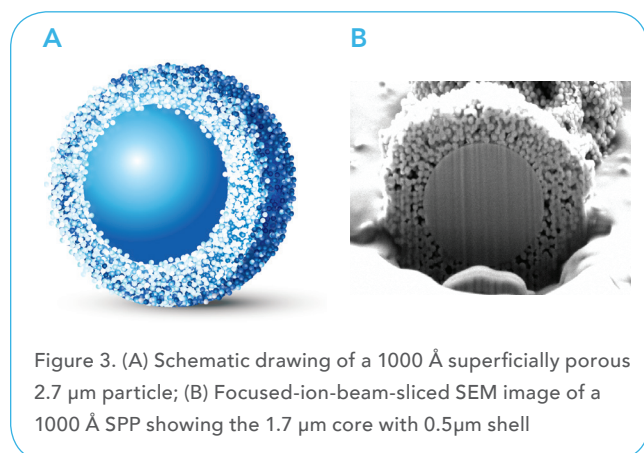 A
B
Figure 3. (A) Schematic drawing of a 1000 Å superficially porous
2.7 μm particle; (B) Focused-ion-beam-sliced SEM image of a
1000 Å SPP showing the 1.7 μm core with 0.5μm shell